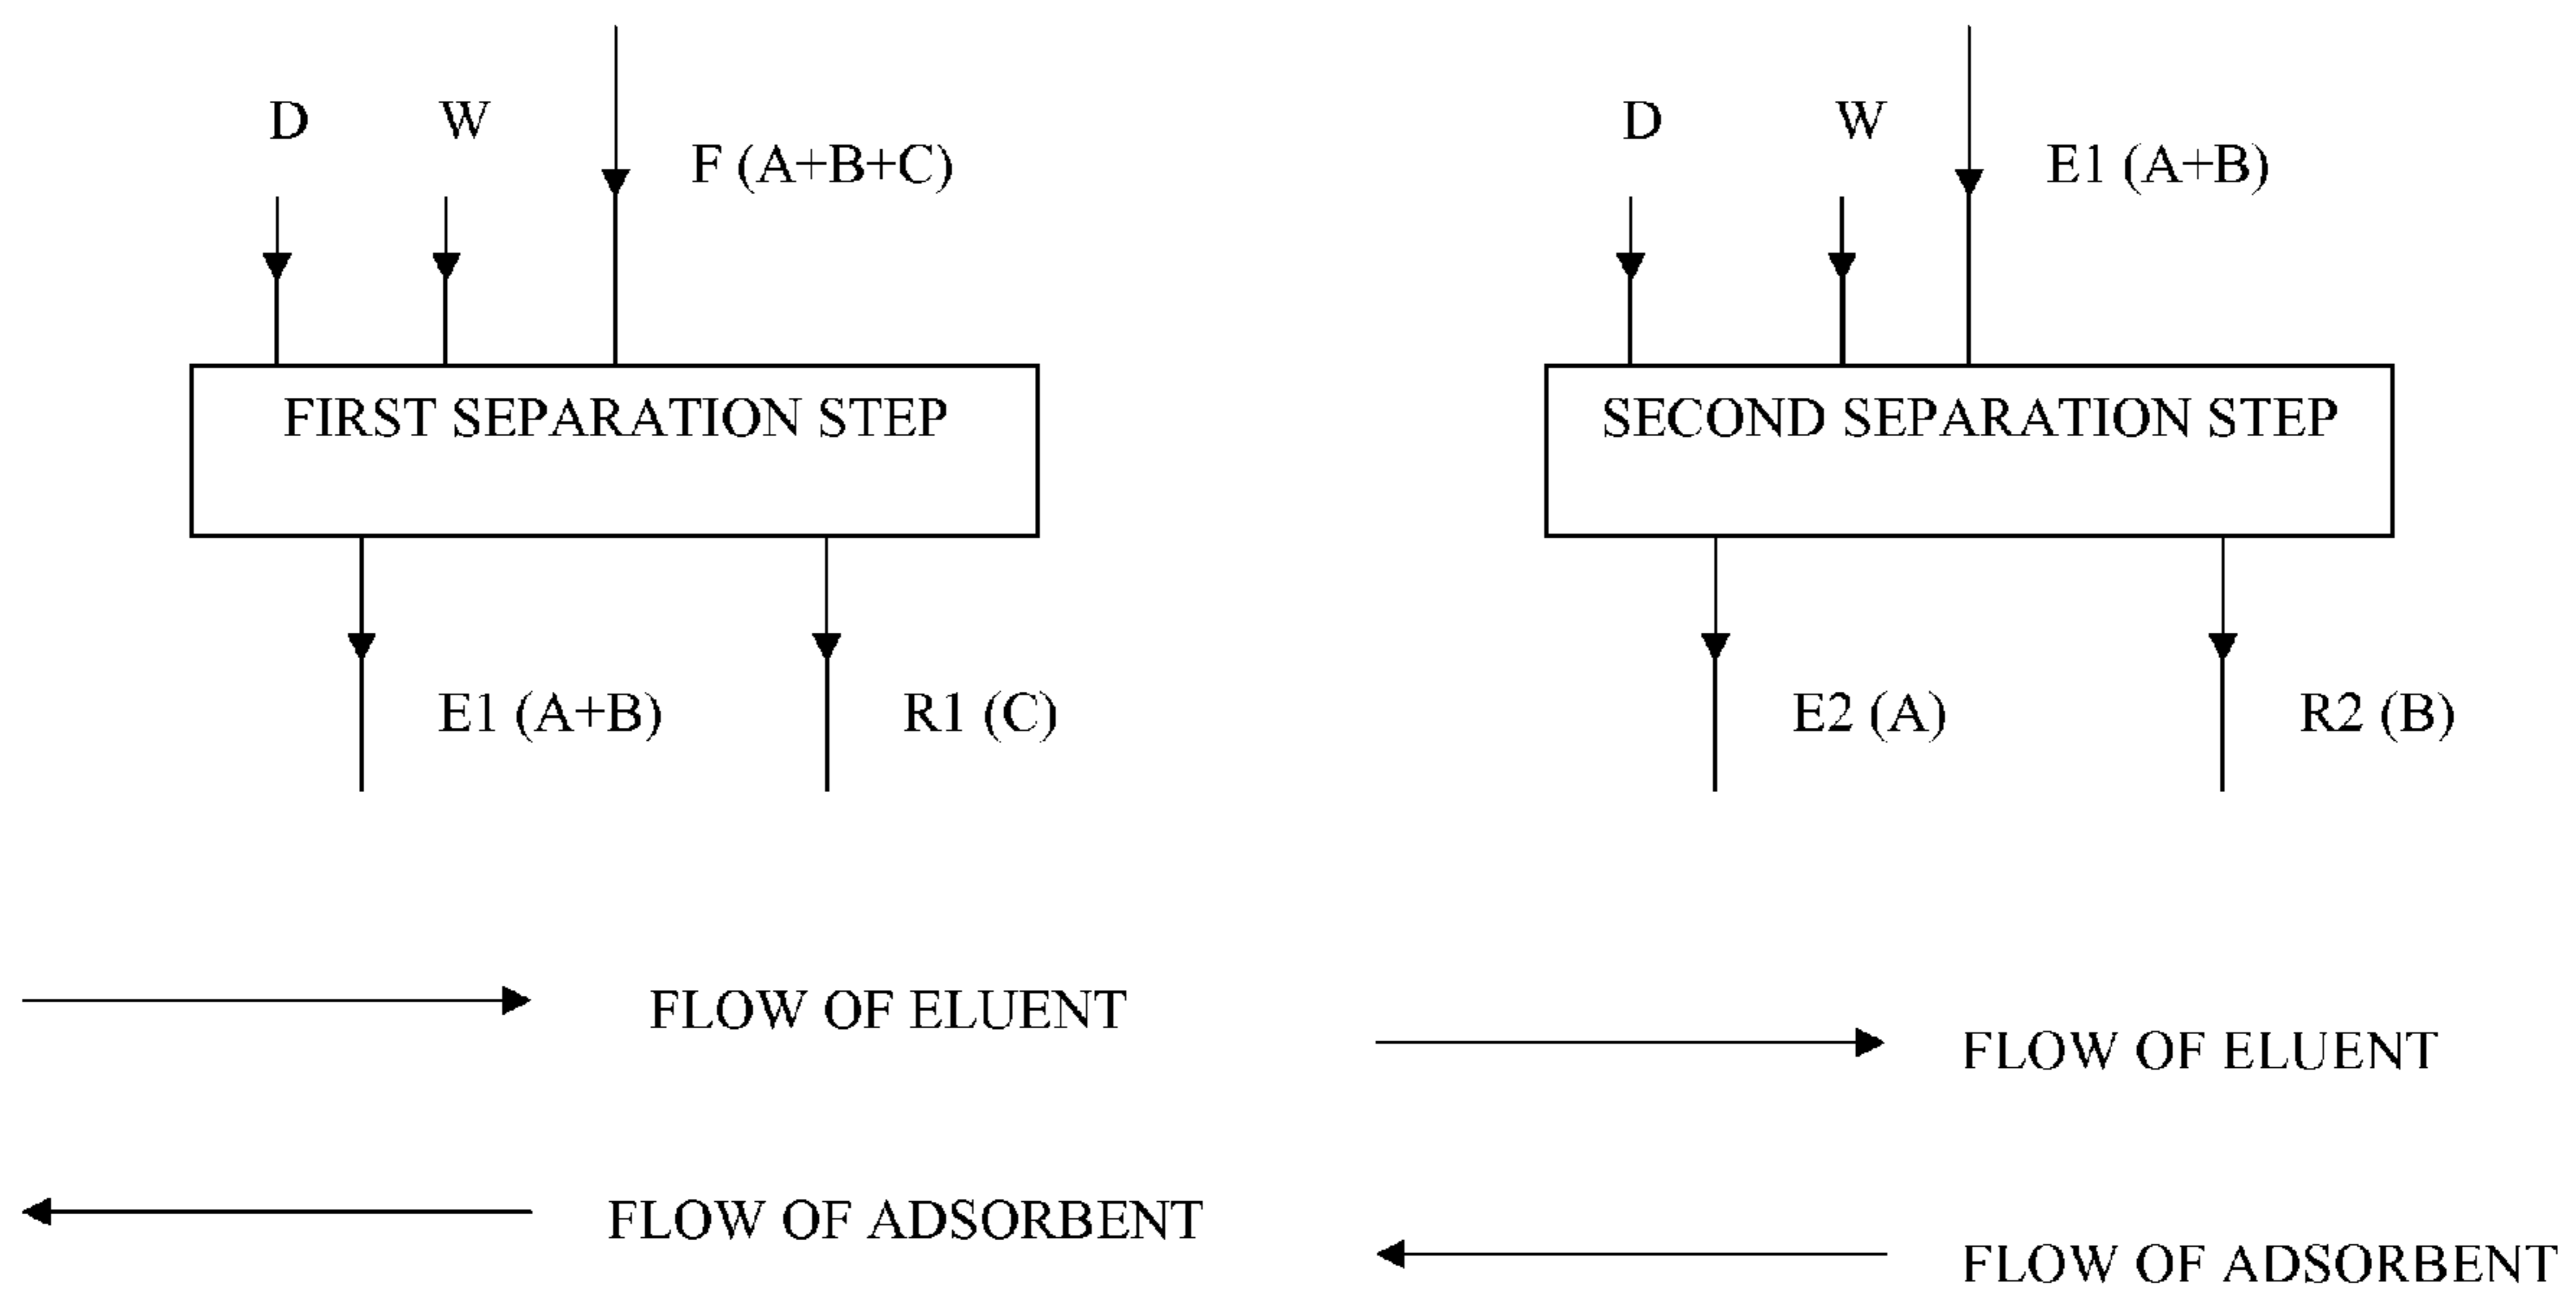 D
W
F (A+B+C)
FIRST SEPARATION STEP
E1 (A+B)
R1 (C)
FLOW OF ELUENT
FLOW OF ADSORBENT
D
W
E1 (A+B)
SECOND SEPARATION STEP
E2 (A)
R2 (B)
FLOW OF ELUENT
FLOW OF ADSORBENT